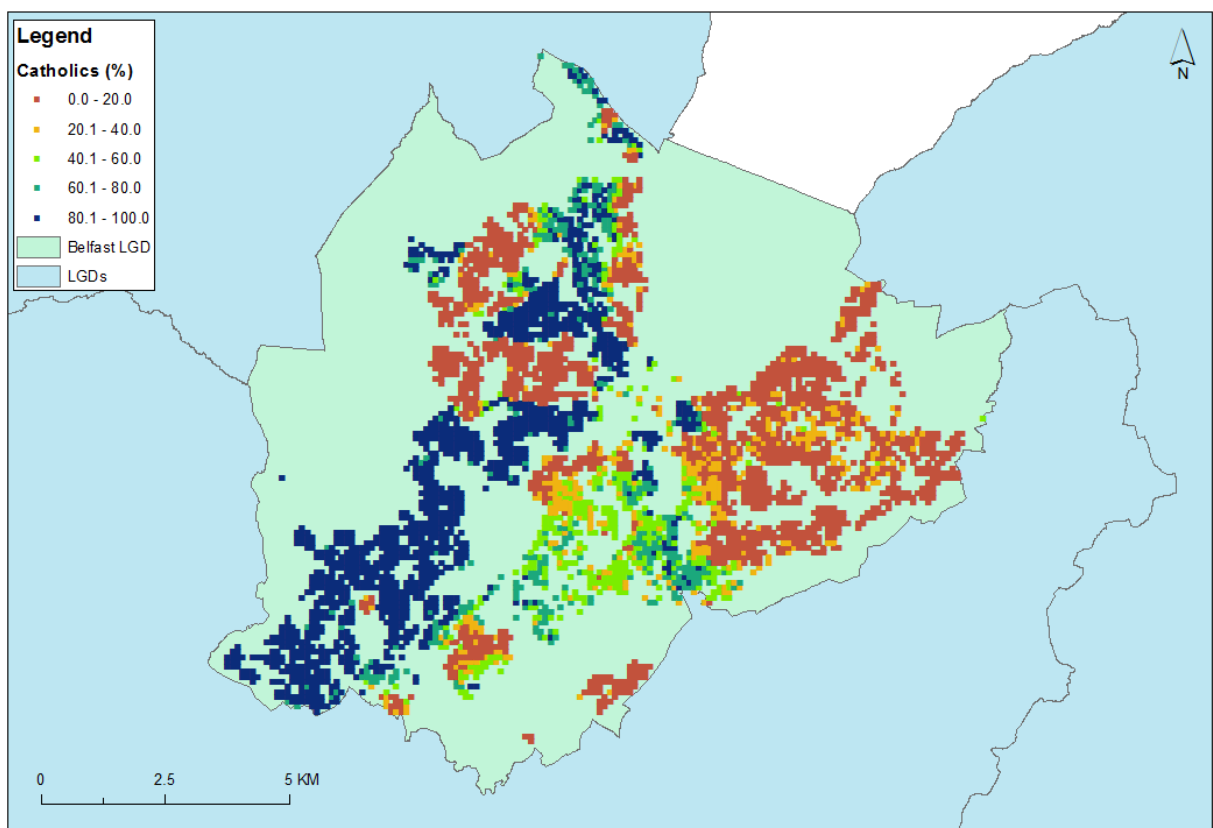 Legend
Catholics (%)
0.0 - 20.0
20.1 - 40.0
40.1 - 60.0
60.1 - 80.0
80.1 - 100.0
Belfast LGD
LGDs
N
0 2.5 5 KM